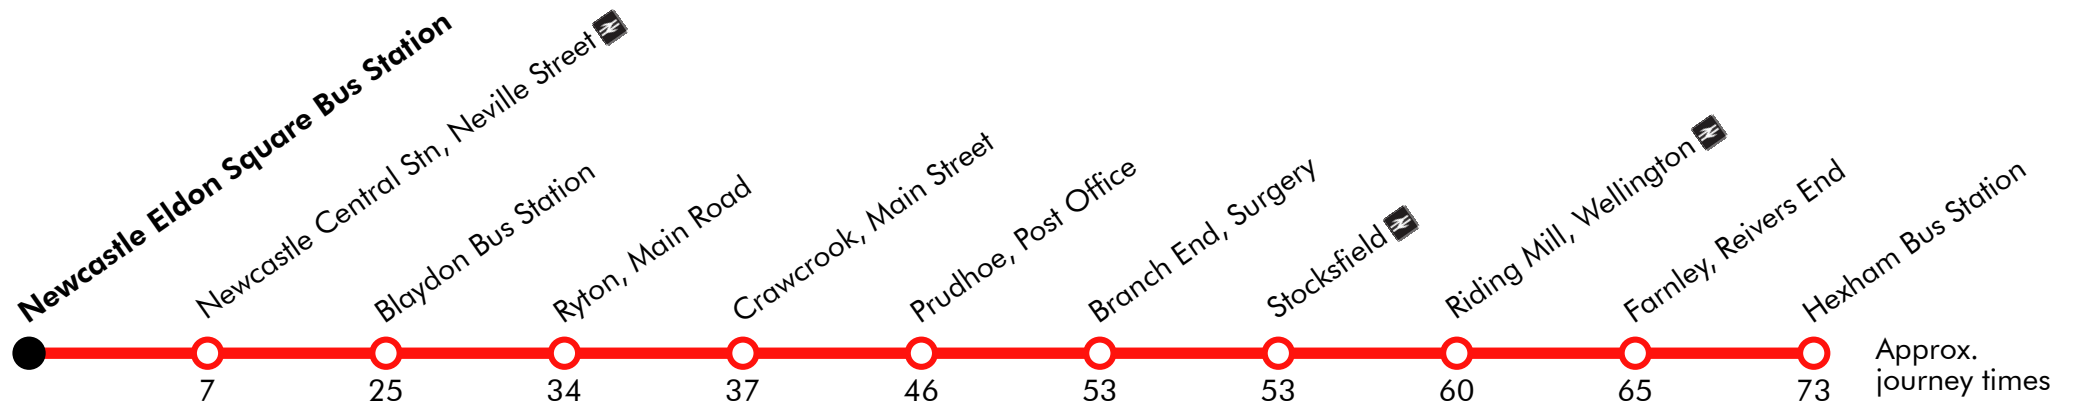 Newcastle Eldon Square Bus Station
Newcastle Central Stn, Neville Street
Blaydon Bus Station
Ryton, Main Road
Crawcrook, Main Street
Prudhoe, Post Office
Branch End, Surgery
Stocksfield
Riding Mill, Wellington
Farnley, Reivers End
Hexham Bus Station
7 25 34 37 46 53 53 60 65 73
Approx.
journey times